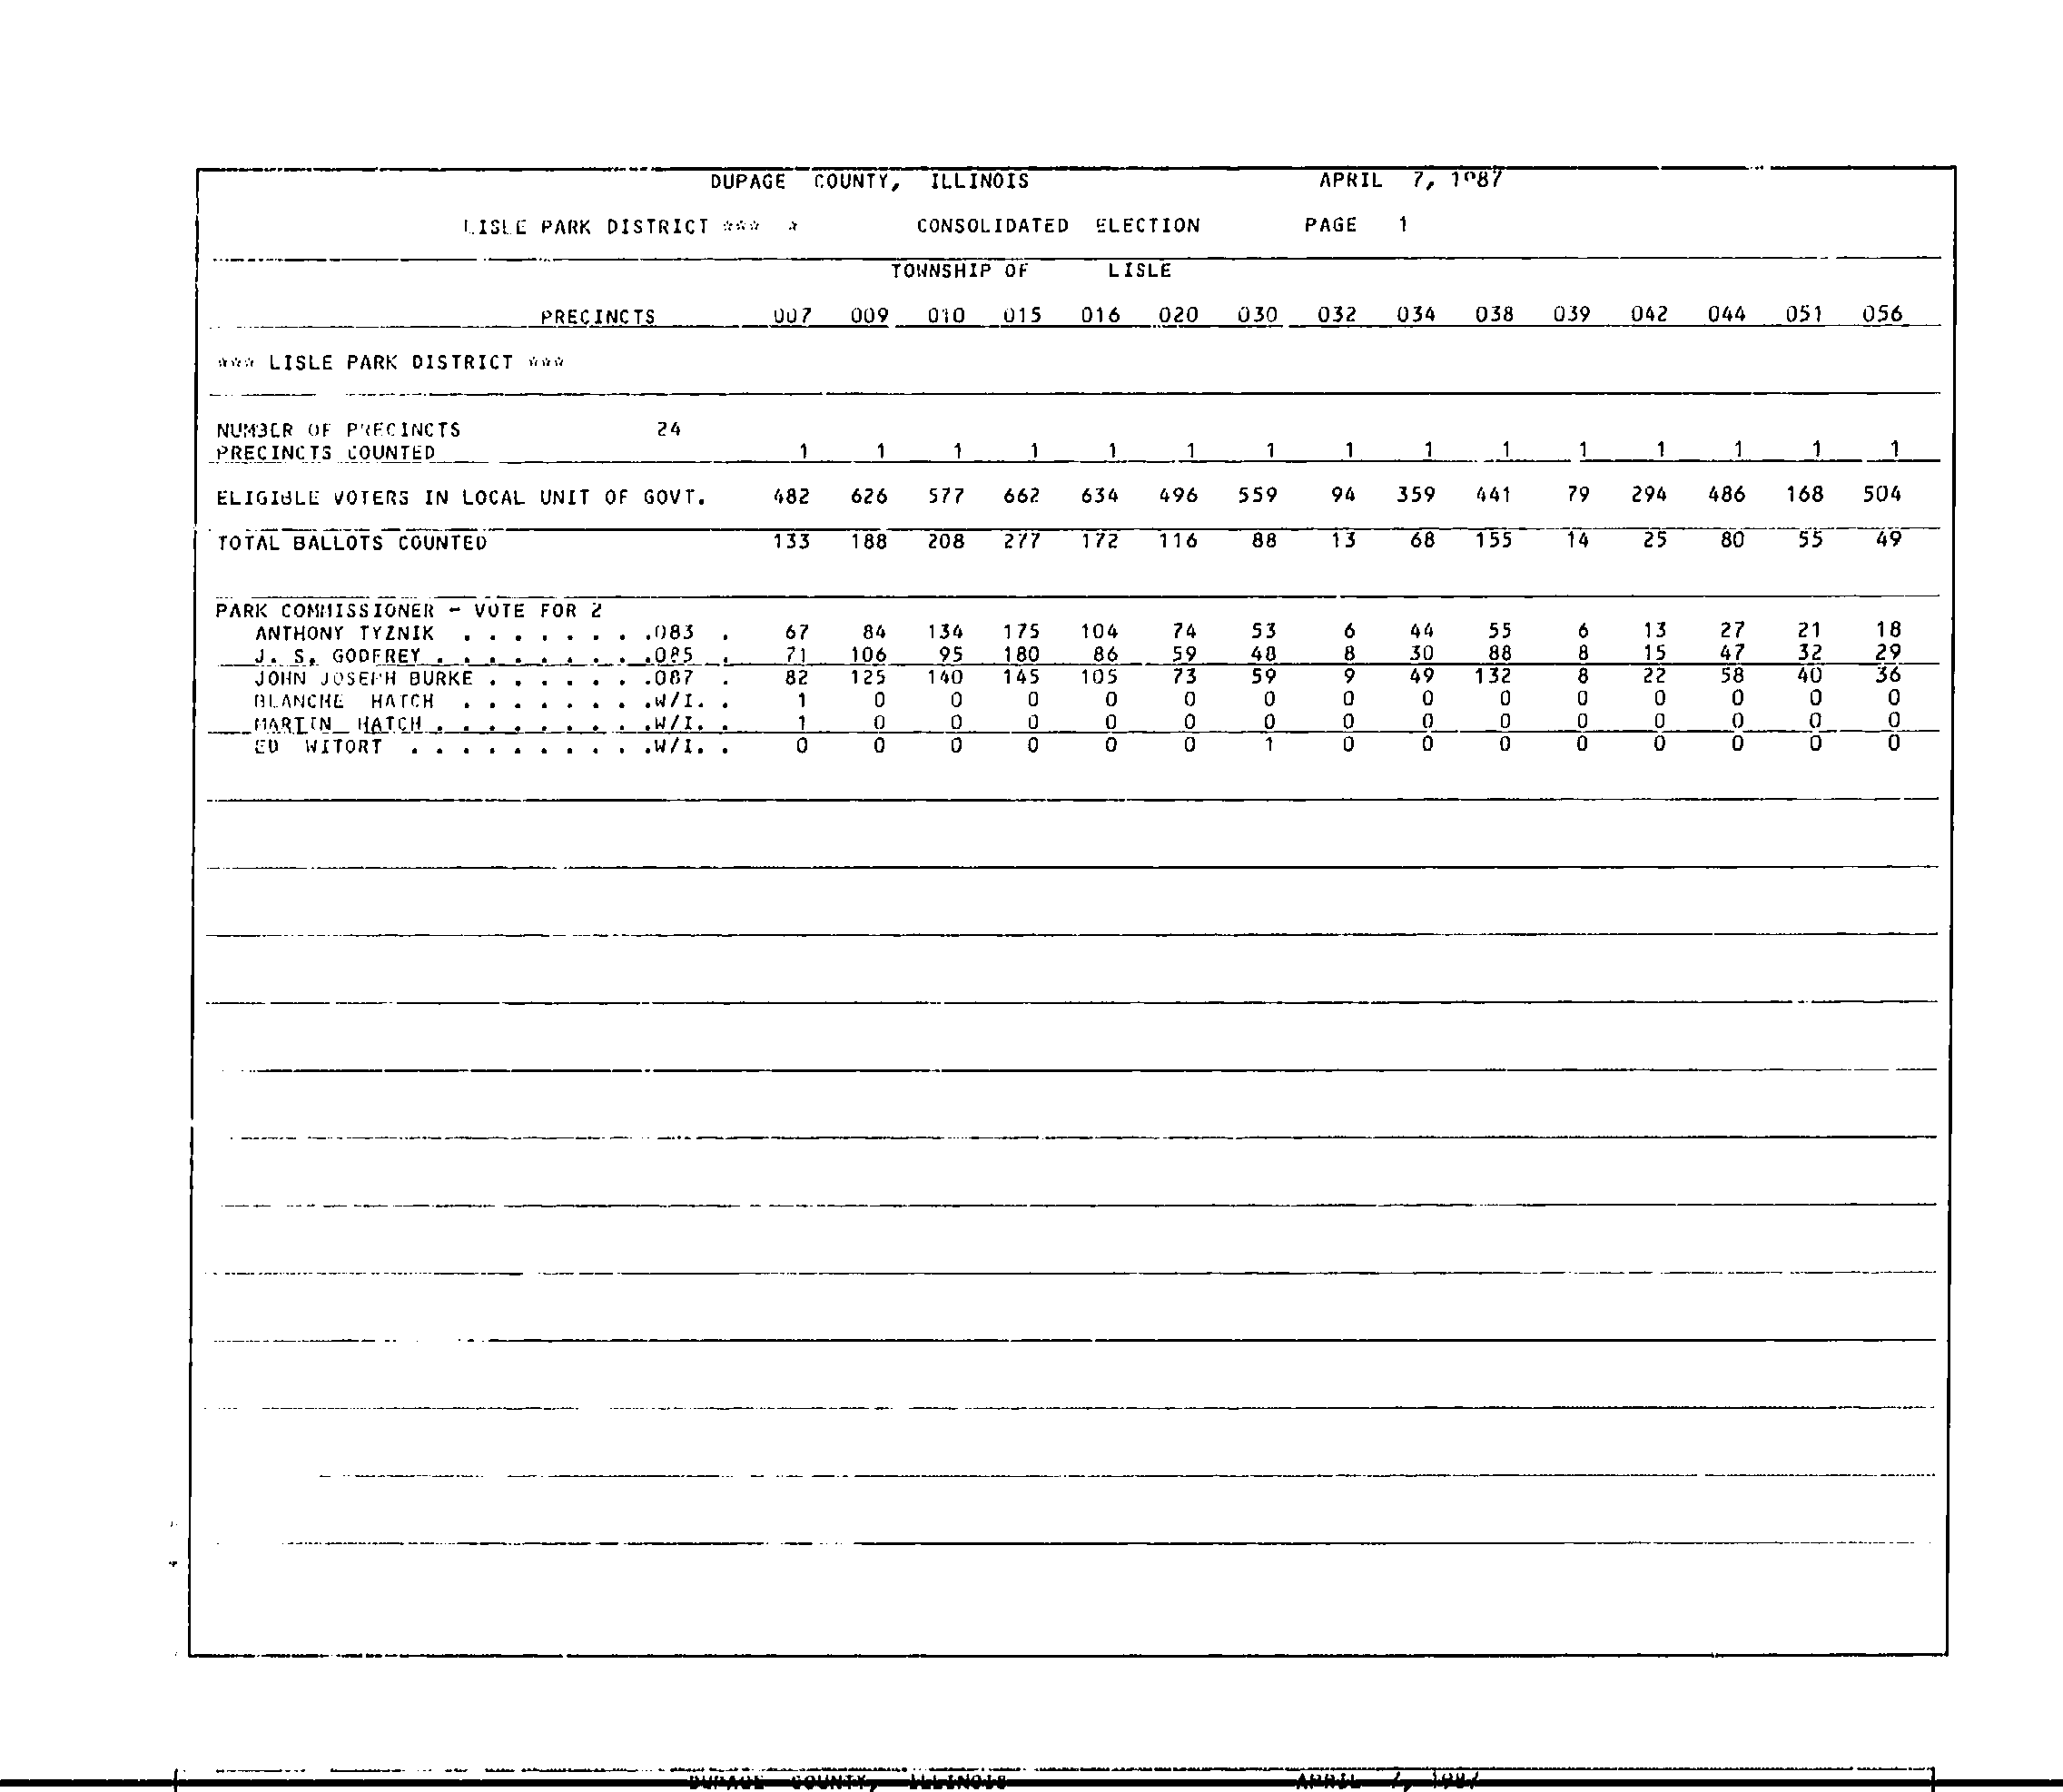 DUPAGE COUNTY, ILLINOIS APRIL 7, 1987
LISLE PARK DISTRICT *** * CONSOLIDATED ELECTION PAGE 1
TOWNSHIP OF LISLE
PRECINCTS 007 009 010 015 016 020 030 032 034 038 039 042 044 051 056
*** LISLE PARK DISTRICT ***
NUMBER OF PRECINCTS 24
PRECINCTS COUNTED 1 1 1 1 1 1 1 1 1 1 1 1 1 1 1
ELIGIBLE VOTERS IN LOCAL UNIT OF GOVT. 482 626 577 662 634 496 559 94 359 441 79 294 486 168 504
TOTAL BALLOTS COUNTED 133 188 208 277 172 116 88 13 68 155 14 25 80 55 49
PARK COMMISSIONER - VOTE FOR 2
ANTHONY TYZNIK . . . . . . . .083 . 67 84 134 175 104 74 53 6 44 55 6 13 27 21 18
J. S. GODFREY . . . . . . . . .085 . 71 106 95 180 86 59 48 8 30 88 8 15 47 32 29
JOHN JOSEPH BURKE . . . . . . .087 . 82 125 140 145 105 73 59 9 49 132 8 22 58 40 36
BLANCHE HATCH . . . . . . . .W/I. . 1 0 0 0 0 0 0 0 0 0 0 0 0 0 0
MARTIN HATCH . . . . . . . . .W/I. . 1 0 0 0 0 0 0 0 0 0 0 0 0 0 0
ED WITORT . . . . . . . . . .W/I. . 0 0 0 0 0 0 1 0 0 0 0 0 0 0 0
DUPAGE COUNTY, ILLINOIS APRIL 7, 1987